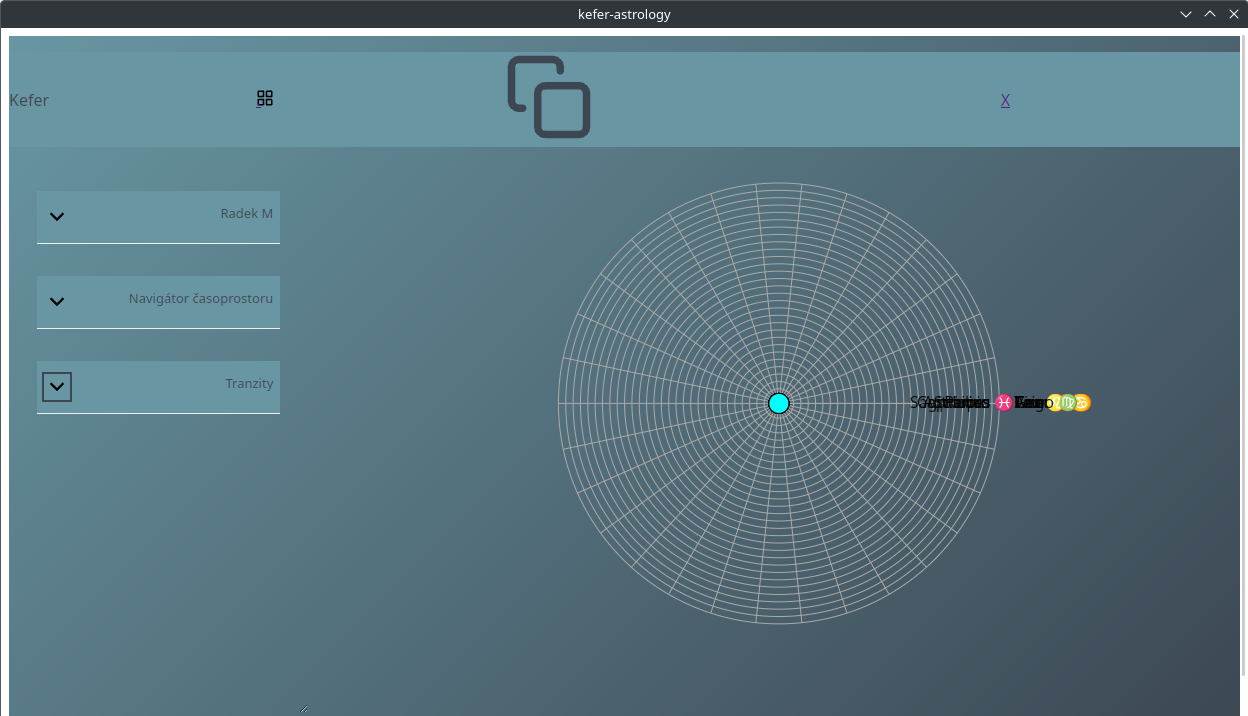 kefer-astrology
Kefer
X
Radek M
Navigátor časoprostoru
Tranzity